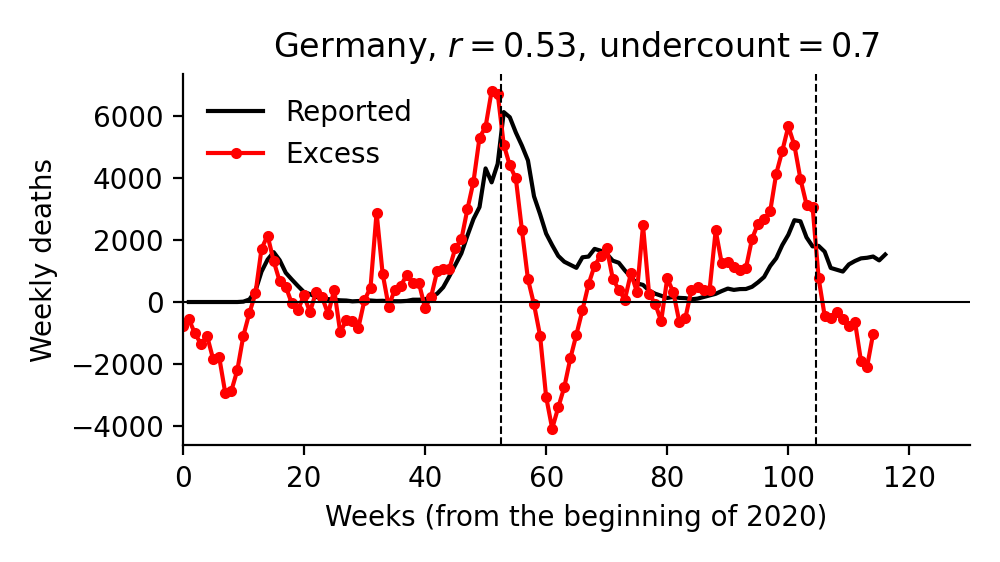 Germany, r = 0.53, undercount = 0.7
Reported
Excess
Weekly deaths
6000
4000
2000
0
−2000
−4000
0 20 40 60 80 100 120
Weeks (from the beginning of 2020)